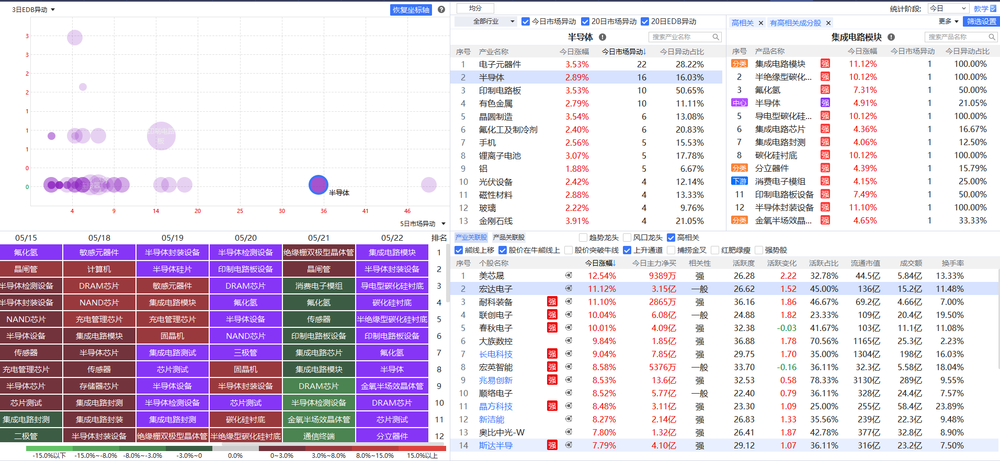 3日EDB异动
恢复坐标轴
3
3
2
2
1
1
1
0
0
印制电路板
连接器
半导体
4 9 14 20 25 30 36 41 46
5日市场异动
均分
统计阶段: 今日 教学
全部行业 今日市场异动 20日市场异动 20日EDB异动
半导体 搜索产业名称
序号 产业名称 今日涨幅 今日市场异动↓ 今日异动占比
1 电子元器件 3.53% 22 28.22%
2 半导体 2.89% 16 16.03%
3 印制电路板 3.53% 10 50.65%
4 有色金属 2.79% 10 11.11%
5 晶圆制造 3.54% 6 13.08%
6 氟化工及制冷剂 2.40% 6 20.83%
7 手机 2.56% 5 15.53%
8 锂离子电池 3.07% 5 17.78%
9 铝 1.88% 5 6.67%
10 光伏设备 2.42% 4 12.14%
11 磁性材料 2.88% 4 13.33%
12 玻璃 2.22% 4 9.76%
13 金刚石线 3.91% 4 21.05%
高相关 × 有高相关成分股 × 更多 筛选设置
集成电路模块 搜索产品名称
序号 产品名称 今日涨幅 今日市场异动 今日异动占比
分类 集成电路模块 强 11.12% 1 100.00%
2 半绝缘型碳化... 强 10.12% 1 100.00%
3 氟化氢 强 7.31% 1 50.00%
中心 半导体 强 4.91% 1 21.05%
5 导电型碳化硅... 强 10.12% 1 100.00%
6 集成电路芯片 强 4.36% 1 16.67%
7 集成电路封测 强 4.06% 1 12.50%
8 碳化硅衬底 强 10.12% 1 100.00%
分类 分立器件 强 4.39% 1 15.79%
下游 消费电子模组 强 4.15% 1 25.00%
11 印制电路板设备 强 7.49% 1 50.00%
12 半导体封装设备 强 11.10% 1 100.00%
分类 金氧半场效晶... 强 4.65% 1 33.33%
05/15 05/18 05/19 05/20 05/21 05/22 排名
氟化氢 敏感元器件 半导体封装设备 半导体检测设备 绝缘栅双极型晶体管 集成电路模块 1
晶闸管 计算机 半导体硅片 印制电路板设备 晶闸管 半导体封装设备 2
半导体检测设备 DRAM芯片 敏感元器件 DRAM芯片 消费电子模组 导电型碳化硅衬底 3
半导体封装设备 NAND芯片 集成电路模块 氟化氢 氟化氢 碳化硅衬底 4
NAND芯片 充电管理芯片 充电管理芯片 半导体设备 传感器 半绝缘型碳化硅衬底 5
半导体设备 集成电路模块 固晶机 NAND芯片 印制电路板设备 印制电路板设备 6
传感器 半导体芯片 集成电路测试 三极管 集成电路芯片 氟化氢 7
充电管理芯片 传感器 芯片测试 固晶机 集成电路模块 半导体 8
半导体芯片 存储器芯片 半导体设备 半导体封装设备 DRAM芯片 金氧半场效晶体管 9
芯片测试 集成电路封测 半导体检测设备 芯片测试 半导体检测设备 DRAM芯片 10
集成电路封测 集成电路封装 集成电路封测 碳化硅衬底 金氧半场效晶体管 芯片测试 11
二极管 半导体封装设备 绝缘栅双极型晶体管 半绝缘型碳化硅衬底 通信终端 分立器件 12
-15.0%以下 -15.0%~-8.0% -8.0%~-3.0% -3.0%~0 0.0% 0~3.0% 3.0%~8.0% 8.0%~15.0% 15.0%以上
产业关联股 产品关联股 趋势龙头 风口龙头 高相关
熊线上移 股价在牛熊线上 股价突破牛线 上升通道 捕捞金叉 红肥绿瘦 强势股
序号 个股名称 今日涨幅↓ 今日主力净买 相关性 活跃度 活跃变化 活跃占比 流通市值 成交额 换手率
1 美芯晟 12.54% 9389万 强 26.28 2.22 32.78% 44.5亿 5.84亿 13.33%
2 宏达电子 11.12% 3.15亿 一般 26.62 1.52 45.00% 136亿 15.2亿 11.48%
3 耐科装备 强 11.10% 2865万 强 36.16 1.86 46.67% 69.2亿 4.66亿 7.00%
4 联创电子 强 10.04% 6.08亿 一般 24.88 1.82 23.33% 109亿 20.4亿 19.50%
5 春秋电子 强 10.01% 4.09亿 强 32.38 -0.03 41.67% 103亿 11.1亿 11.08%
6 大族数控 9.84% 1.85亿 强 36.88 1.78 70.56% 1165亿 25.3亿 2.23%
7 长电科技 强 9.04% 7.85亿 强 29.75 1.70 35.00% 1304亿 198亿 16.03%
8 宏英智能 强 8.58% 5376万 一般 33.70 -0.16 36.11% 32.3亿 5.58亿 18.04%
9 兆易创新 强 8.53% 13.6亿 强 32.53 0.58 78.33% 3130亿 289亿 9.55%
10 顺络电子 8.52% 5.77亿 一般 22.40 0.79 36.11% 328亿 24.4亿 7.57%
11 晶方科技 强 8.48% 3.11亿 强 23.30 1.09 25.00% 255亿 58.4亿 23.89%
12 新洁能 8.27% 2.14亿 强 26.83 1.33 35.56% 239亿 22.3亿 9.48%
13 奥比中光-W 7.80% 1.32亿 强 26.41 1.87 42.78% 377亿 32.8亿 8.90%
14 斯达半导 强 7.79% 4.10亿 强 29.12 1.07 36.11% 316亿 23.2亿 7.50%